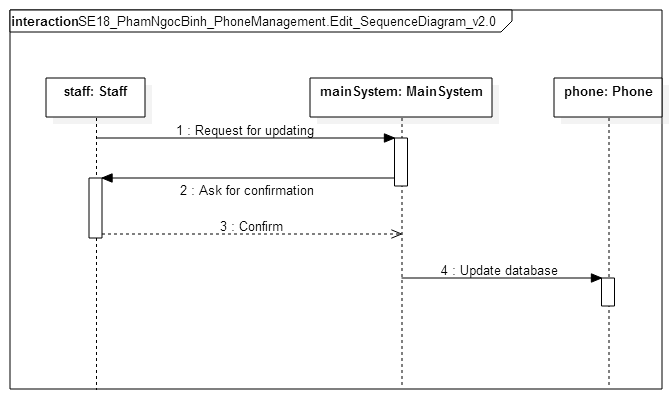 interactionSE18_PhamNgocBinh_PhoneManagement.Edit_SequenceDiagram_v2.0
staff: Staff
mainSystem: MainSystem
phone: Phone
1 : Request for updating
2 : Ask for confirmation
3 : Confirm
4 : Update database